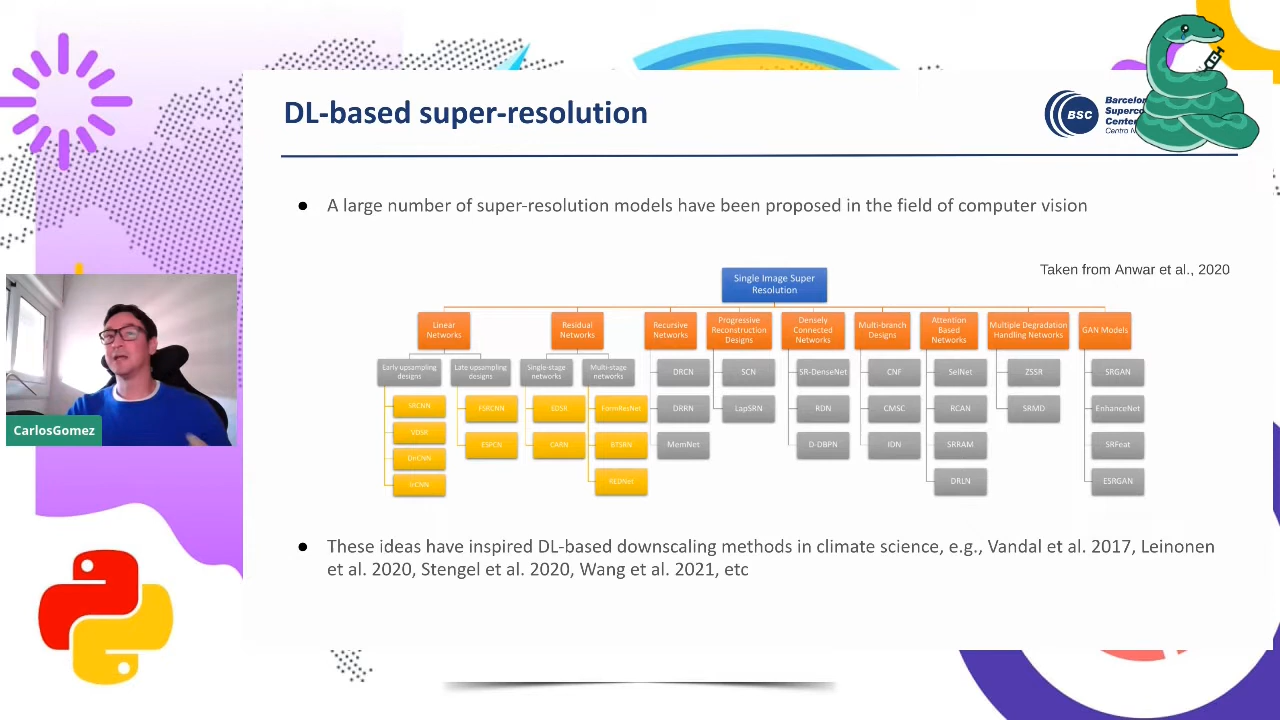 DL-based super-resolution
BSC
Barcelon
Superco
Center
Centro N
A large number of super-resolution models have been proposed in the field of computer vision
Taken from Anwar et al., 2020
Single Image Super
Resolution
Linear
Networks
Residual
Networks
Recursive
Networks
Progressive
Reconstruction
Designs
Densely
Connected
Networks
Multi-branch
Designs
Attention
Based
Networks
Multiple Degradation
Handling Networks
GAN Models
Early upsampling
designs
Late upsampling
designs
Single-stage
networks
Multi-stage
networks
DRCN
SCN
SR-DenseNet
CNF
SelNet
ZSSR
SRGAN
SRCNN
FSRCNN
EDSR
FormResNet
DRRN
LapSRN
RDN
CMSC
RCAN
SRMD
EnhanceNet
VDSR
ESPCN
CARN
BTSRN
MemNet
D-DBPN
IDN
SRRAM
SRFeat
DnCNN
IrCNN
REDNet
DRLN
ESRGAN
CarlosGomez
These ideas have inspired DL-based downscaling methods in climate science, e.g., Vandal et al. 2017, Leinonen
et al. 2020, Stengel et al. 2020, Wang et al. 2021, etc